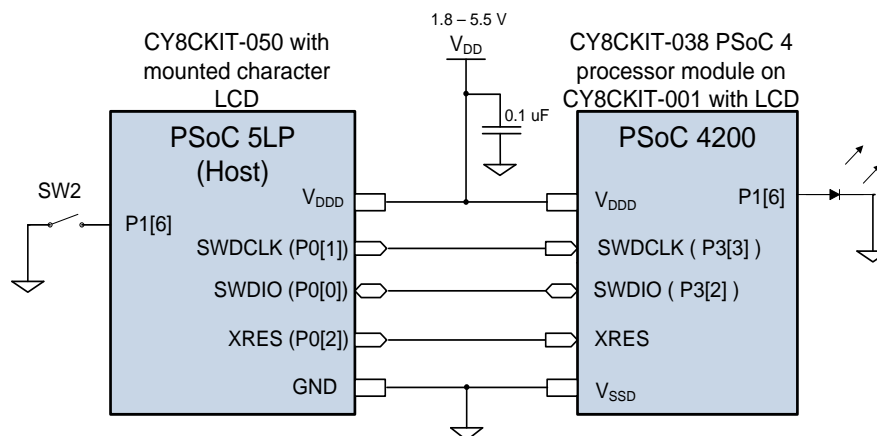 1.8 – 5.5 V
VDD
0.1 uF
CY8CKIT-050 with
mounted character
LCD
PSoC 5LP
(Host)
SW2
P1[6]
VDDD
SWDCLK (P0[1])
SWDIO (P0[0])
XRES (P0[2])
GND
CY8CKIT-038 PSoC 4
processor module on
CY8CKIT-001 with LCD
PSoC 4200
VDDD
P1[6]
SWDCLK ( P3[3] )
SWDIO ( P3[2] )
XRES
VSSD